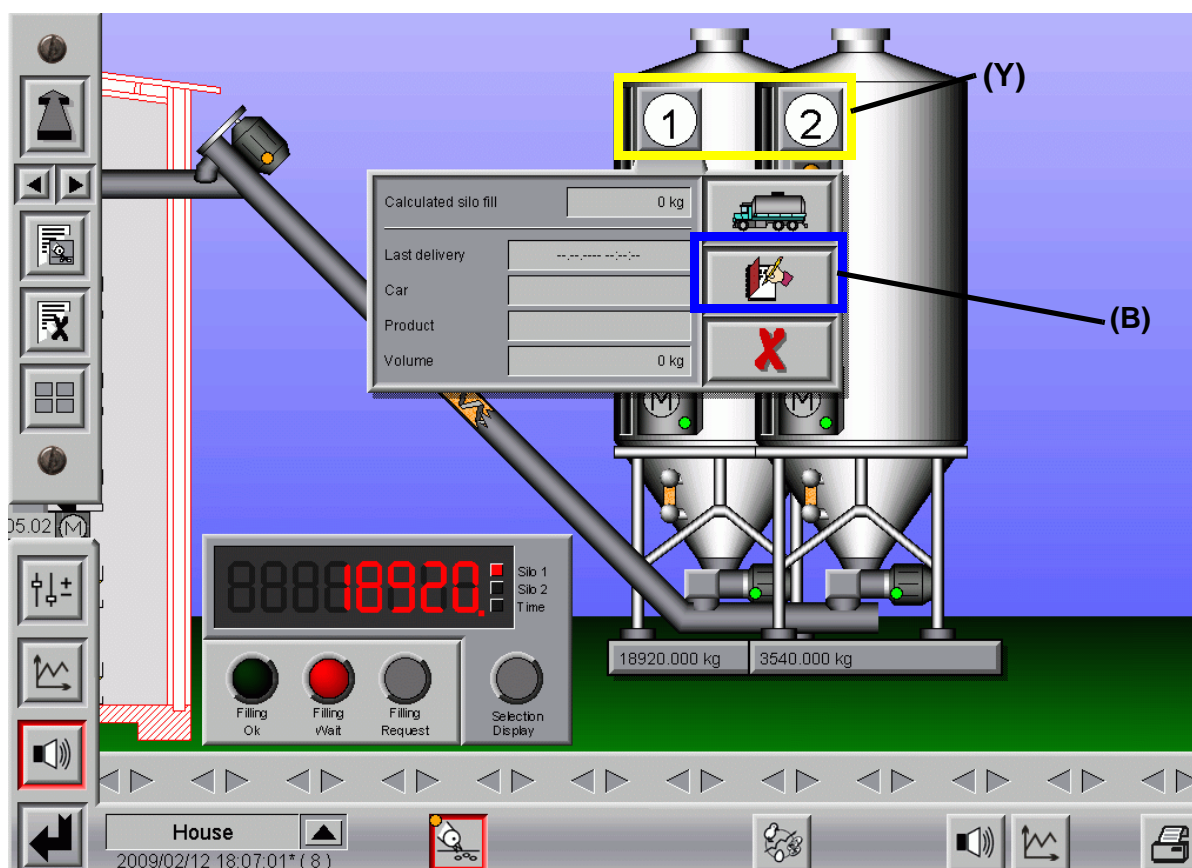 (Y)
1
2
Calculated silo fill
0 kg
Last delivery
--.--.---- --:--:--
Car
(B)
Product
Volume
0 kg
M
M
05.02
M
18920.
Silo 1
Silo 2
Time
18920.000 kg
3540.000 kg
Filling
Ok
Filling
Wait
Filling
Request
Selection
Display
House
2009/02/12 18:07:01* ( 8 )